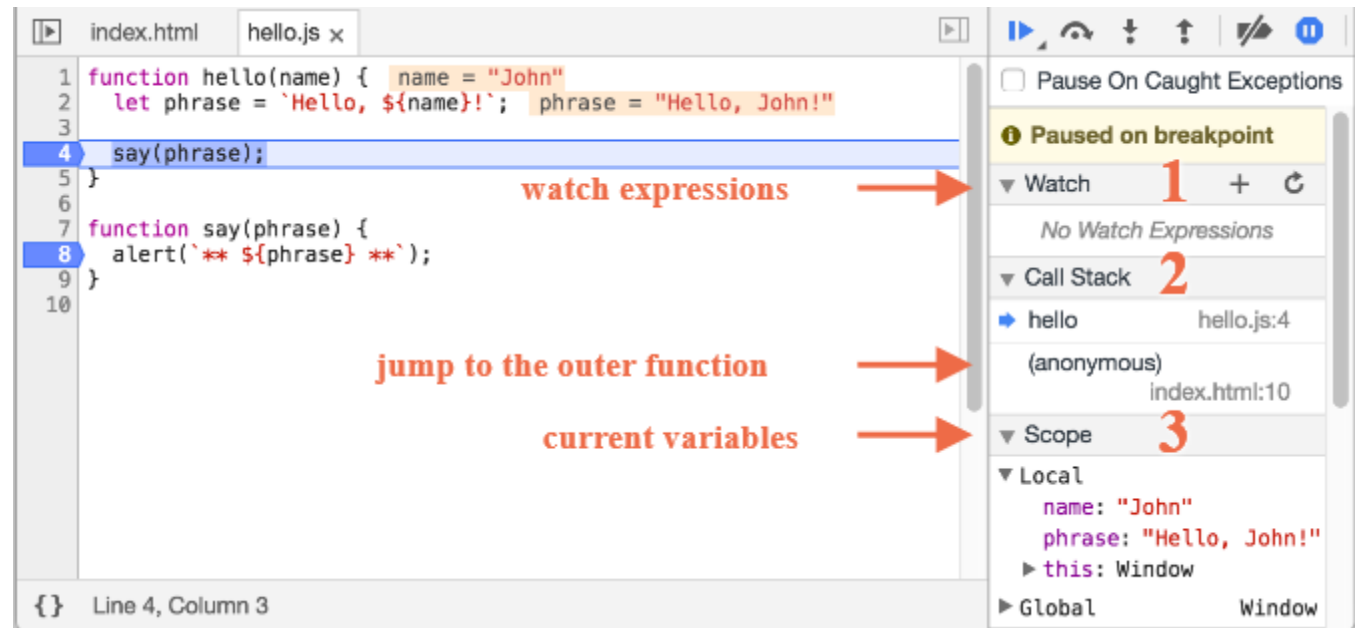 index.html hello.js ×
1 function hello(name) { name = "John"
2 let phrase = `Hello, ${name}!`; phrase = "Hello, John!"
3
4 say(phrase);
5 }
6
7 function say(phrase) {
8 alert(`** ${phrase} **`);
9 }
10
watch expressions
jump to the outer function
current variables
{} Line 4, Column 3
Pause On Caught Exceptions
Paused on breakpoint
Watch 1 +
No Watch Expressions
Call Stack 2
hello hello.js:4
(anonymous)
index.html:10
Scope 3
Local
name: "John"
phrase: "Hello, John!"
this: Window
Global Window